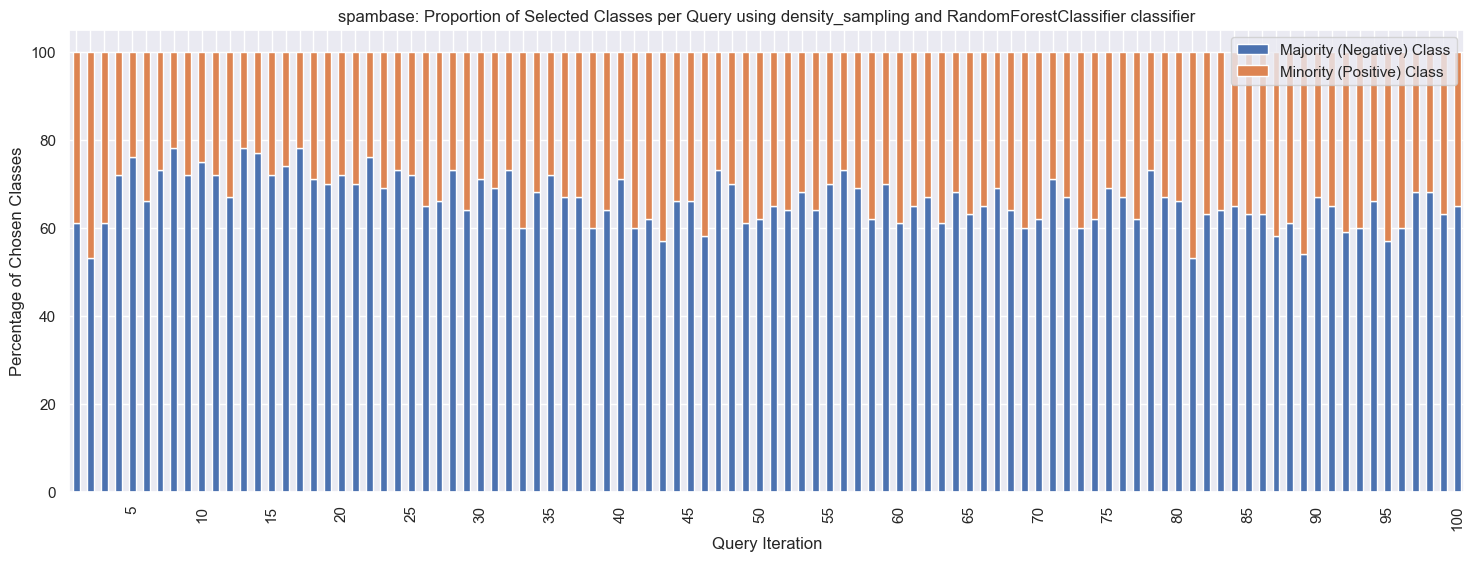 spambase: Proportion of Selected Classes per Query using density_sampling and RandomForestClassifier classifier
Majority (Negative) Class
Minority (Positive) Class
Percentage of Chosen Classes
100
80
60
40
20
0
5 10 15 20 25 30 35 40 45 50 55 60 65 70 75 80 85 90 95 100
Query Iteration